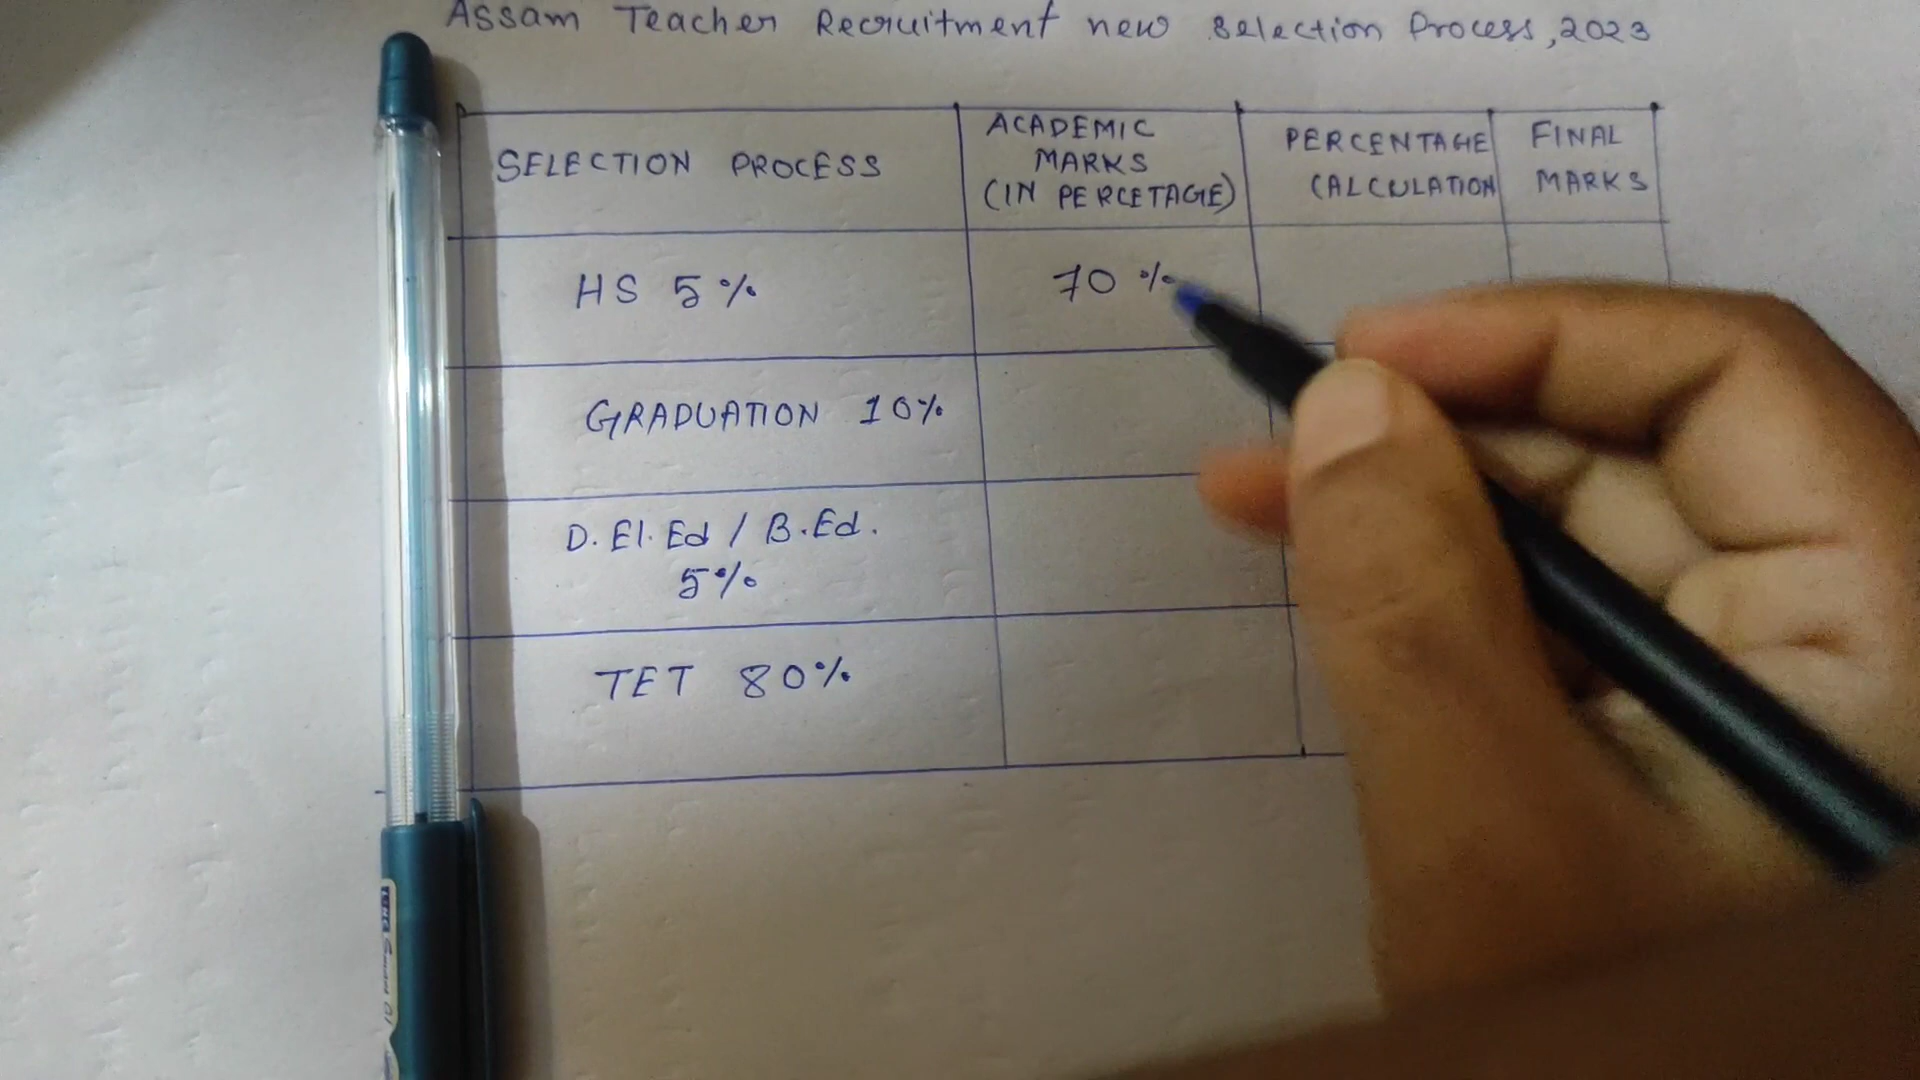 Assam Teacher Recruitment new Selection Process, 2023
SELECTION PROCESS
ACADEMIC
MARKS
(IN PERCETAGE)
PERCENTAGE
CALCULATION
FINAL
MARKS
HS 5%
70%
GRADUATION 10%
D. El. Ed / B.Ed.
5%
TET 80%